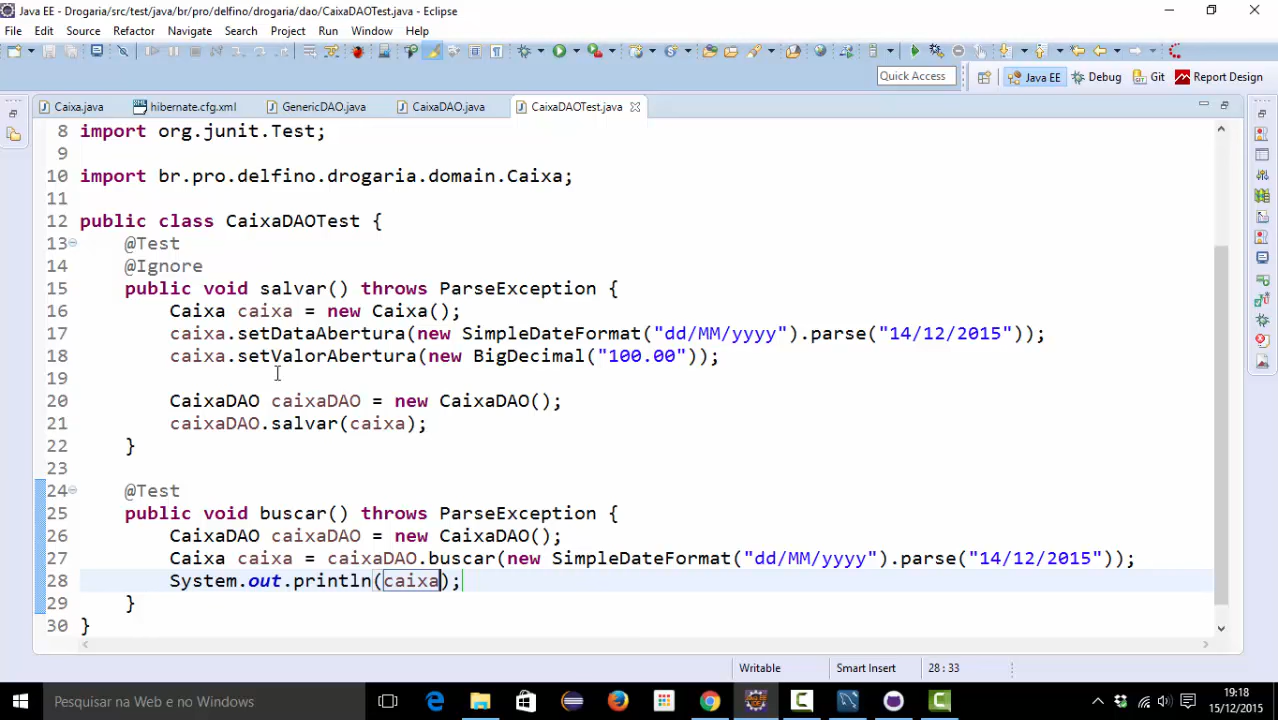 Java EE - Drogaria/src/test/java/br/pro/delfino/drogaria/dao/CaixaDAOTest.java - Eclipse
File Edit Source Refactor Navigate Search Project Run Window Help
Quick Access Java EE Debug Git Report Design
Caixa.java hibernate.cfg.xml GenericDAO.java CaixaDAO.java CaixaDAOTest.java
8 import org.junit.Test;
9
10 import br.pro.delfino.drogaria.domain.Caixa;
11
12 public class CaixaDAOTest {
13 @Test
14 @Ignore
15 public void salvar() throws ParseException {
16 Caixa caixa = new Caixa();
17 caixa.setDataAbertura(new SimpleDateFormat("dd/MM/yyyy").parse("14/12/2015"));
18 caixa.setValorAbertura(new BigDecimal("100.00"));
19
20 CaixaDAO caixaDAO = new CaixaDAO();
21 caixaDAO.salvar(caixa);
22 }
23
24 @Test
25 public void buscar() throws ParseException {
26 CaixaDAO caixaDAO = new CaixaDAO();
27 Caixa caixa = caixaDAO.buscar(new SimpleDateFormat("dd/MM/yyyy").parse("14/12/2015"));
28 System.out.println(caixa);
29 }
30 }
Writable Smart Insert 28 : 33
Pesquisar na Web e no Windows
19:18
15/12/2015